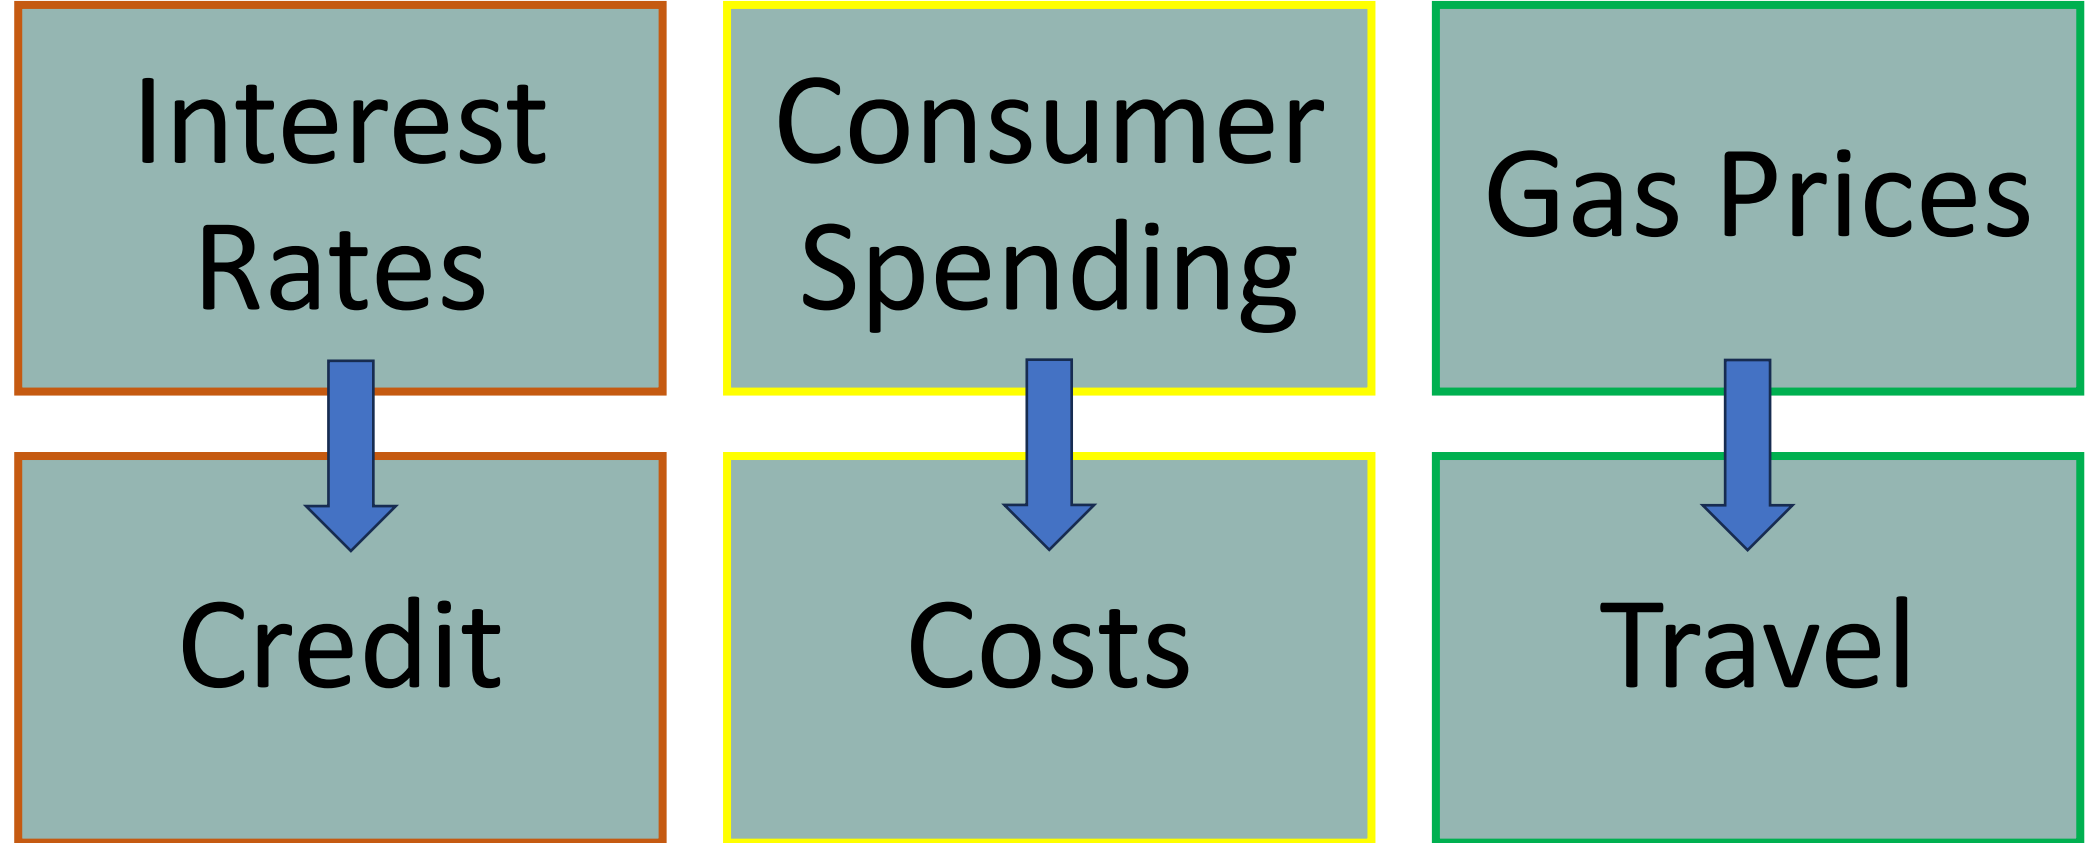 Interest
Rates
Consumer
Spending
Gas Prices
Credit
Costs
Travel